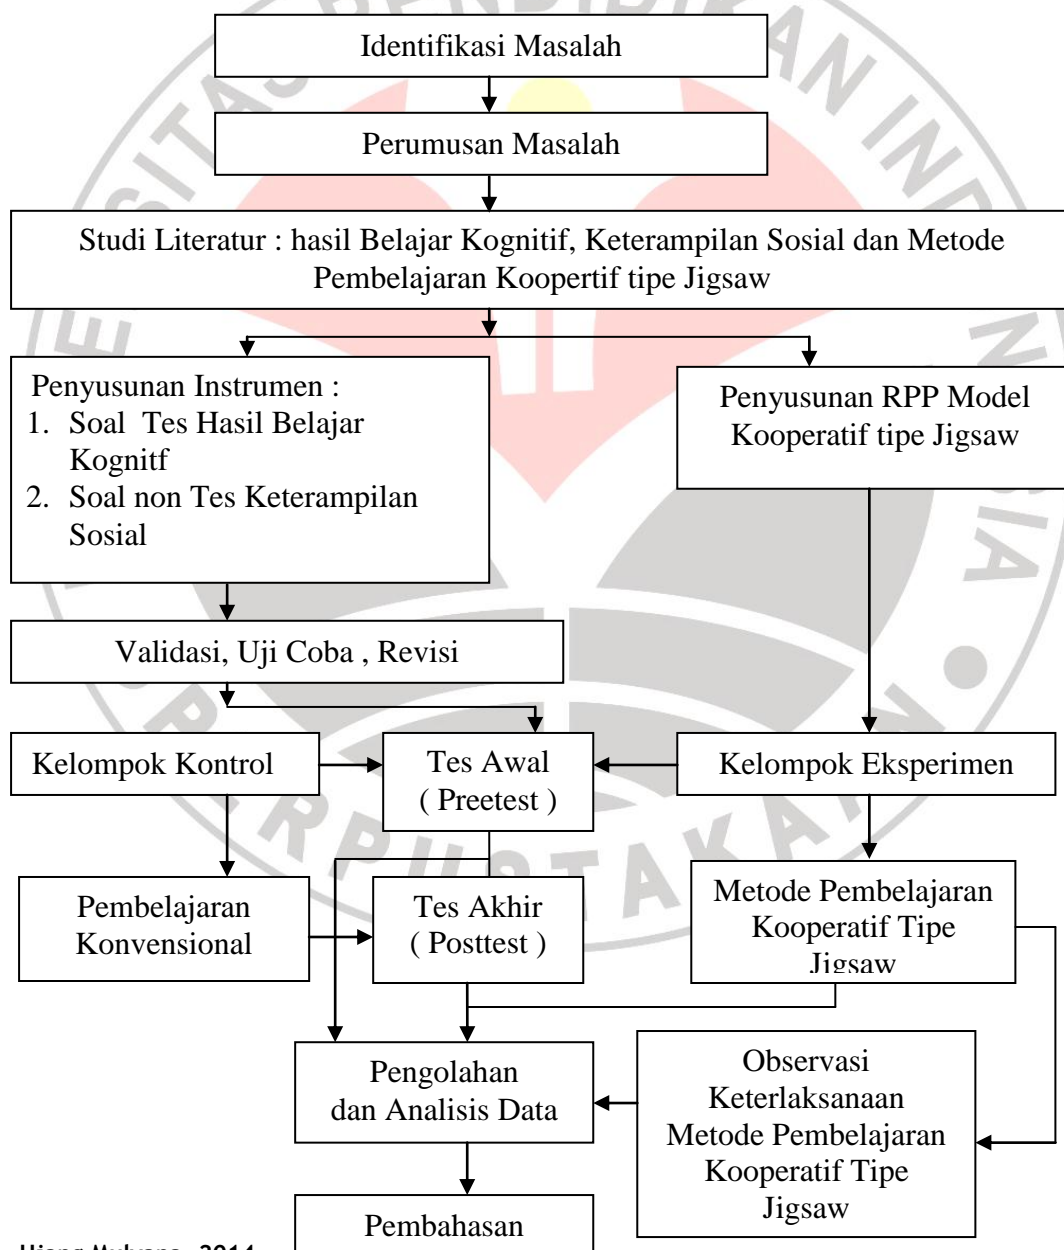 Identifikasi Masalah
Perumusan Masalah
Studi Literatur : hasil Belajar Kognitif, Keterampilan Sosial dan Metode
Pembelajaran Koopertif tipe Jigsaw
Penyusunan Instrumen :
1. Soal Tes Hasil Belajar
Kognitf
2. Soal non Tes Keterampilan
Sosial
Penyusunan RPP Model
Kooperatif tipe Jigsaw
Validasi, Uji Coba , Revisi
Kelompok Kontrol
Tes Awal
( Preetest )
Kelompok Eksperimen
Pembelajaran
Konvensional
Tes Akhir
( Posttest )
Metode Pembelajaran
Kooperatif Tipe
Jigsaw
Pengolahan
dan Analisis Data
Observasi
Keterlaksanaan
Metode Pembelajaran
Kooperatif Tipe
Jigsaw
Pembahasan
PERPUSTAKAAN